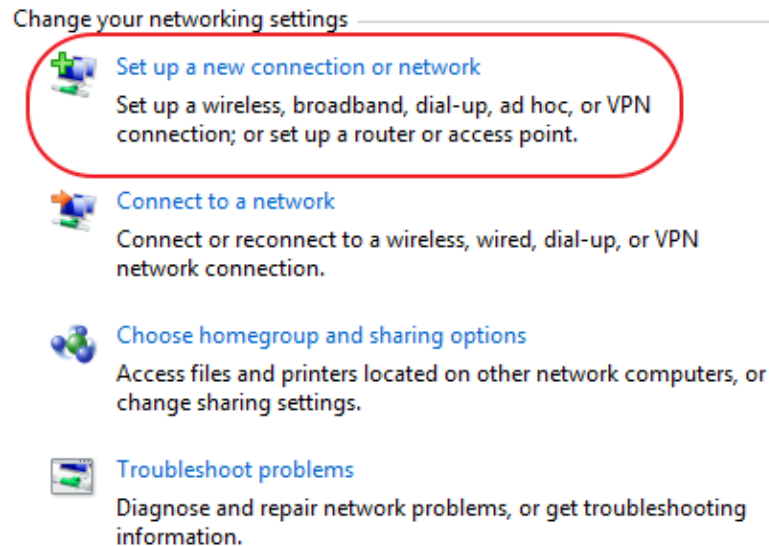 Change your networking settings
Set up a new connection or network
Set up a wireless, broadband, dial-up, ad hoc, or VPN
connection; or set up a router or access point.
Connect to a network
Connect or reconnect to a wireless, wired, dial-up, or VPN
network connection.
Choose homegroup and sharing options
Access files and printers located on other network computers, or
change sharing settings.
Troubleshoot problems
Diagnose and repair network problems, or get troubleshooting
information.